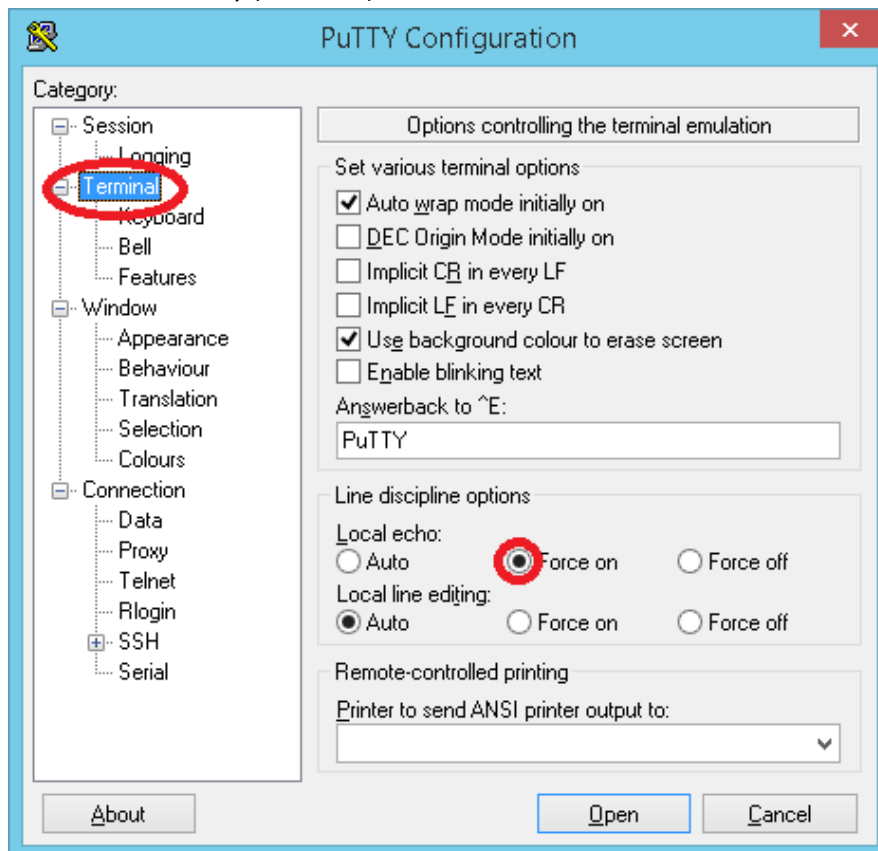 PuTTY Configuration
Category:
Session
Logging
Terminal
Keyboard
Bell
Features
Window
Appearance
Behaviour
Translation
Selection
Colours
Connection
Data
Proxy
Telnet
Rlogin
SSH
Serial
Options controlling the terminal emulation
Set various terminal options
Auto wrap mode initially on
DEC Origin Mode initially on
Implicit CR in every LF
Implicit LF in every CR
Use background colour to erase screen
Enable blinking text
Answerback to ^E:
PuTTY
Line discipline options
Local echo:
Auto Force on Force off
Local line editing:
Auto Force on Force off
Remote-controlled printing
Printer to send ANSI printer output to:
About Open Cancel